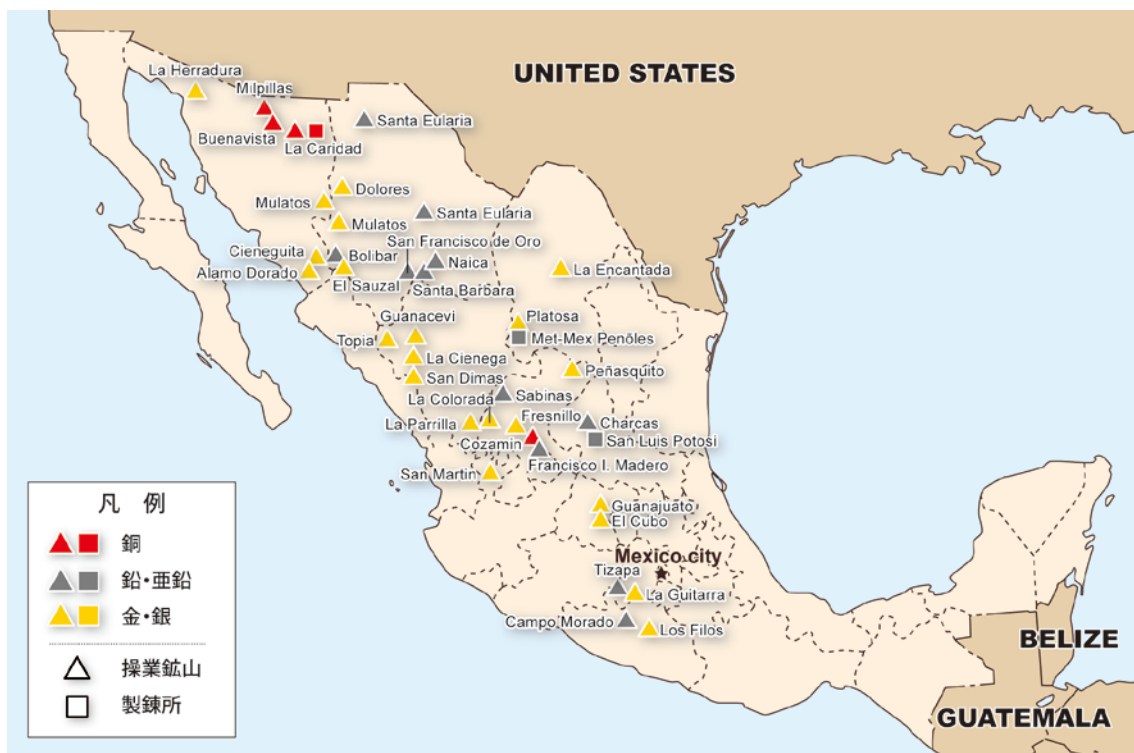 UNITED STATES
La Herradura
Milpillas
Buenavista
La Caridad
Santa Eularia
Dolores
Mulatos
Santa Eularia
Mulatos
San Francisco de Oro
Cieneguita
Bolibar
Naica
Alamo Dorado
El Sauzal
Santa Barbara
La Encantada
Guanacevi
Platosa
Topia
Met-Mex Penõles
La Cienega
Peñasquito
San Dimas
La Colorada
Sabinas
La Parrilla
Fresnillo
Charcas
Cozamin
San Luis Potosi
Francisco I. Madero
San Martin
Guanajuato
El Cubo
Mexico city
Tizapa
La Guitarra
Campo Morado
Los Filos
BELIZE
GUATEMALA
凡 例
銅
鉛・亜鉛
金・銀
操業鉱山
製錬所